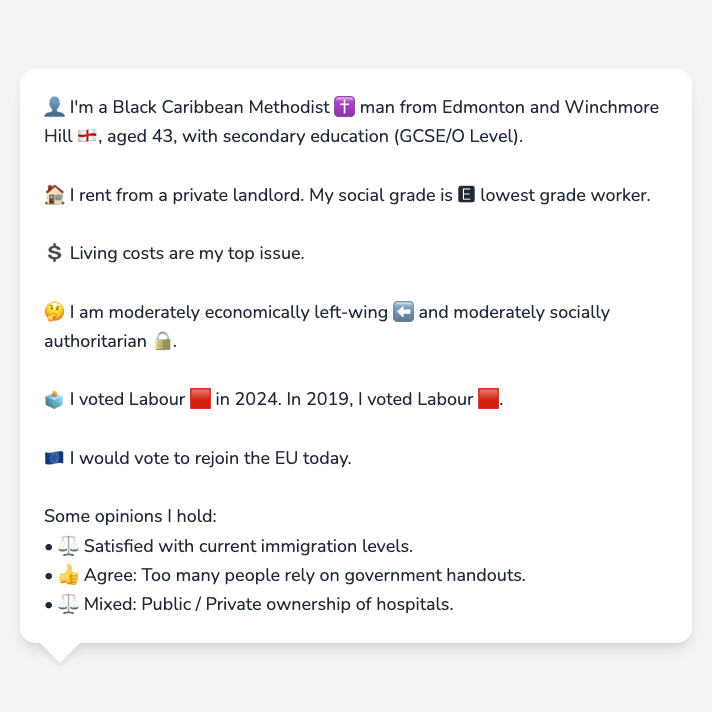 👤 I'm a Black Caribbean Methodist ✝️ man from Edmonton and Winchmore
Hill 🏴󠁧󠁢󠁥󠁮󠁧󠁿, aged 43, with secondary education (GCSE/O Level).
🏠 I rent from a private landlord. My social grade is 🅴 lowest grade worker.
💲 Living costs are my top issue.
🤔 I am moderately economically left-wing ⬅️ and moderately socially
authoritarian 🔒.
🗳️ I voted Labour 🟥 in 2024. In 2019, I voted Labour 🟥.
🇪🇺 I would vote to rejoin the EU today.
Some opinions I hold:
• ⚖️ Satisfied with current immigration levels.
• 👍 Agree: Too many people rely on government handouts.
• ⚖️ Mixed: Public / Private ownership of hospitals.